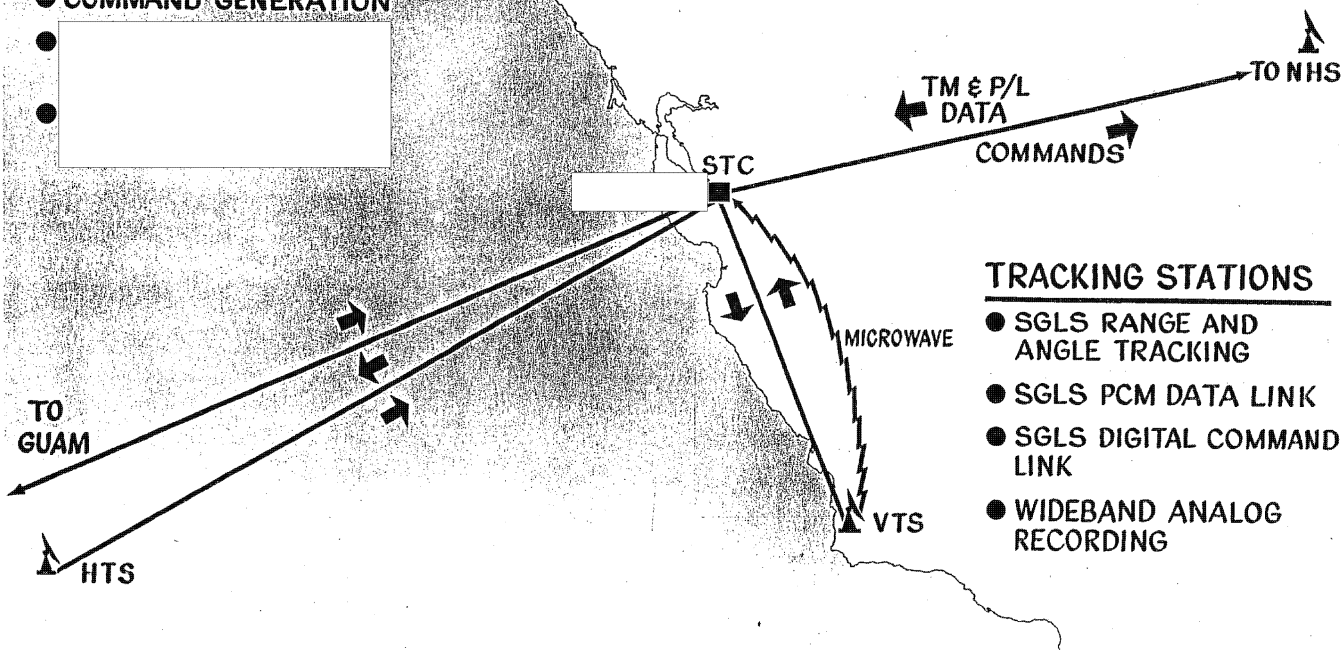 COMMAND GENERATION
TO NHS
TM & P/L
DATA
COMMANDS
STC
TRACKING STATIONS
SGLS RANGE AND
ANGLE TRACKING
MICROWAVE
SGLS PCM DATA LINK
TO
GUAM
SGLS DIGITAL COMMAND
LINK
WIDEBAND ANALOG
RECORDING
VTS
HTS